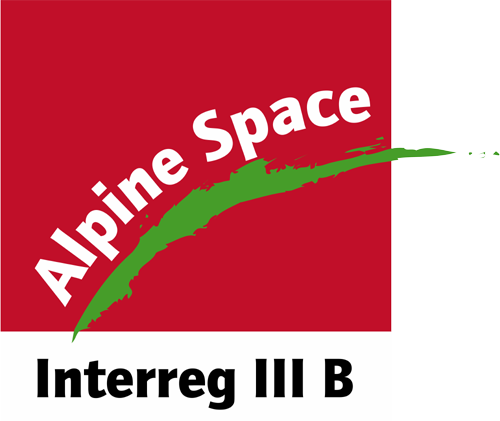 Alpine Space
Interreg III B